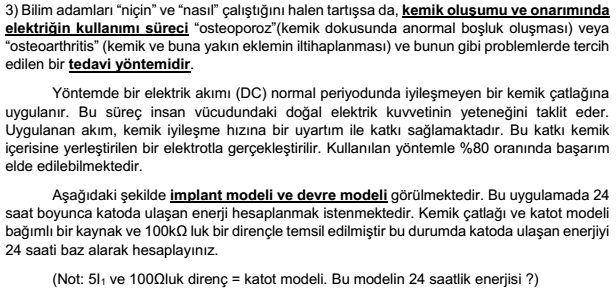 3) Bilim adamları “niçin” ve “nasıl” çalıştığını halen tartışsa da, kemik oluşumu ve onarımında
elektriğin kullanımı süreci “osteoporoz”(kemik dokusunda anormal boşluk oluşması) veya
“osteoarthritis” (kemik ve buna yakın eklemin iltihaplanması) ve bunun gibi problemlerde tercih
edilen bir tedavi yöntemidir.
Yöntemde bir elektrik akımı (DC) normal periyodunda iyileşmeyen bir kemik çatlağına
uygulanır. Bu süreç insan vücudundaki doğal elektrik kuvvetinin yeteneğini taklit eder.
Uygulanan akım, kemik iyileşme hızına bir uyartım ile katkı sağlamaktadır. Bu katkı kemik
içerisine yerleştirilen bir elektrotla gerçekleştirilir. Kullanılan yöntemle %80 oranında başarım
elde edilebilmektedir.
Aşağıdaki şekilde implant modeli ve devre modeli görülmektedir. Bu uygulamada 24
saat boyunca katoda ulaşan enerji hesaplanmak istenmektedir. Kemik çatlağı ve katot modeli
bağımlı bir kaynak ve 100kΩ luk bir dirençle temsil edilmiştir bu durumda katoda ulaşan enerjiyi
24 saati baz alarak hesaplayınız.
(Not: 5I₁ ve 100Ωluk direnç = katot modeli. Bu modelin 24 saatlik enerjisi ?)